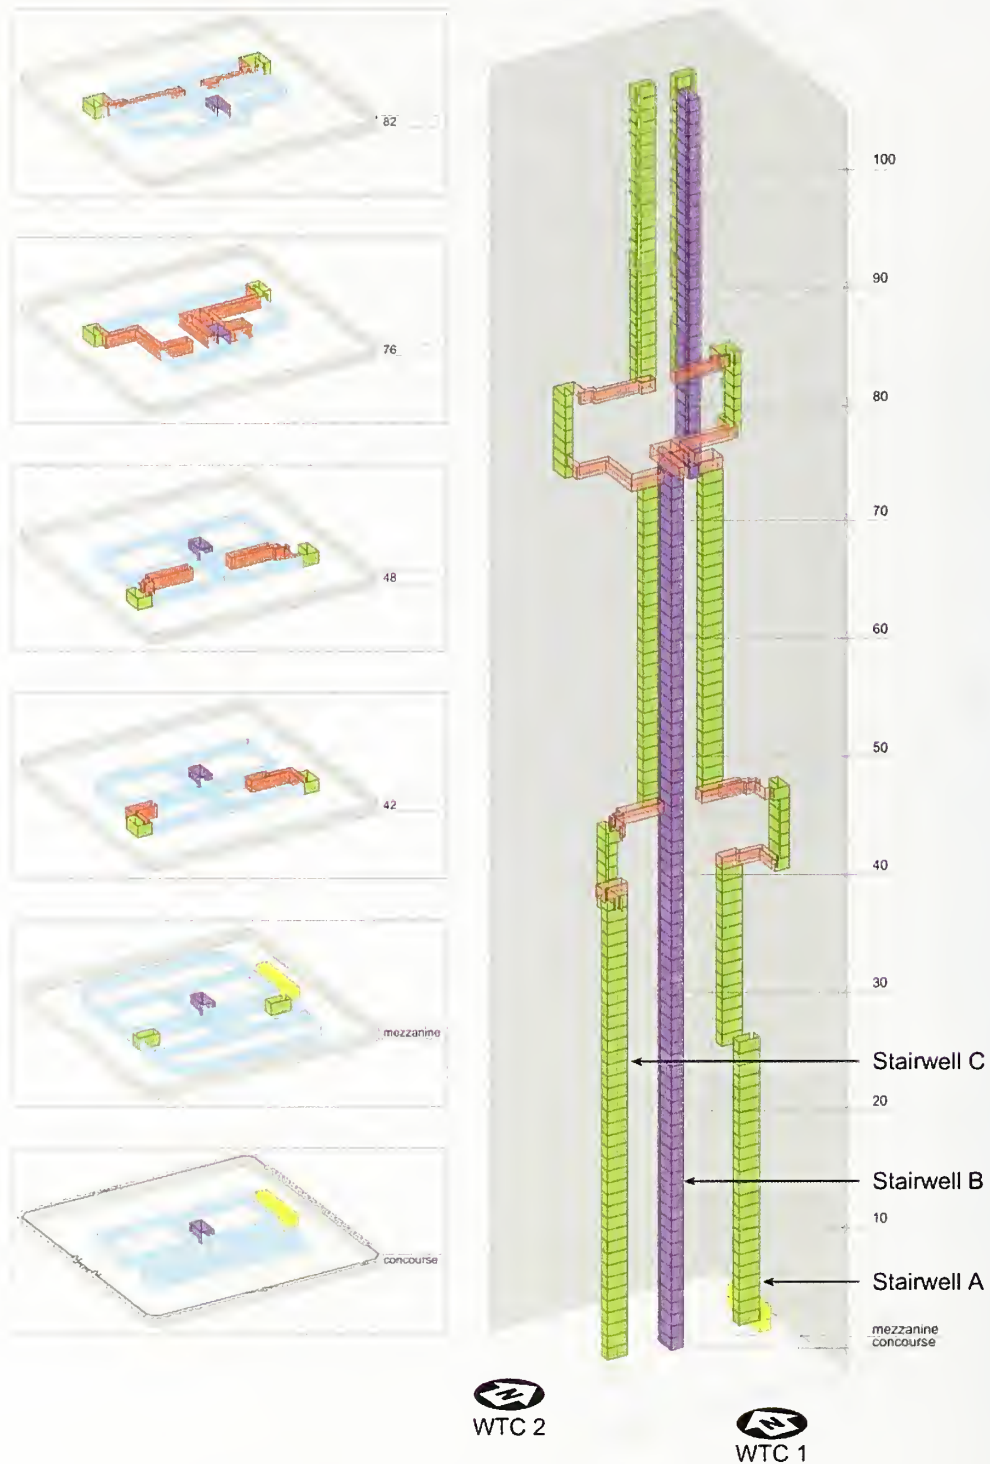 82
76
48
42
mezzanine
concourse
100
90
80
70
60
50
40
30
Stairwell C
20
Stairwell B
10
Stairwell A
mezzanine
concourse
N
WTC 2
N
WTC 1